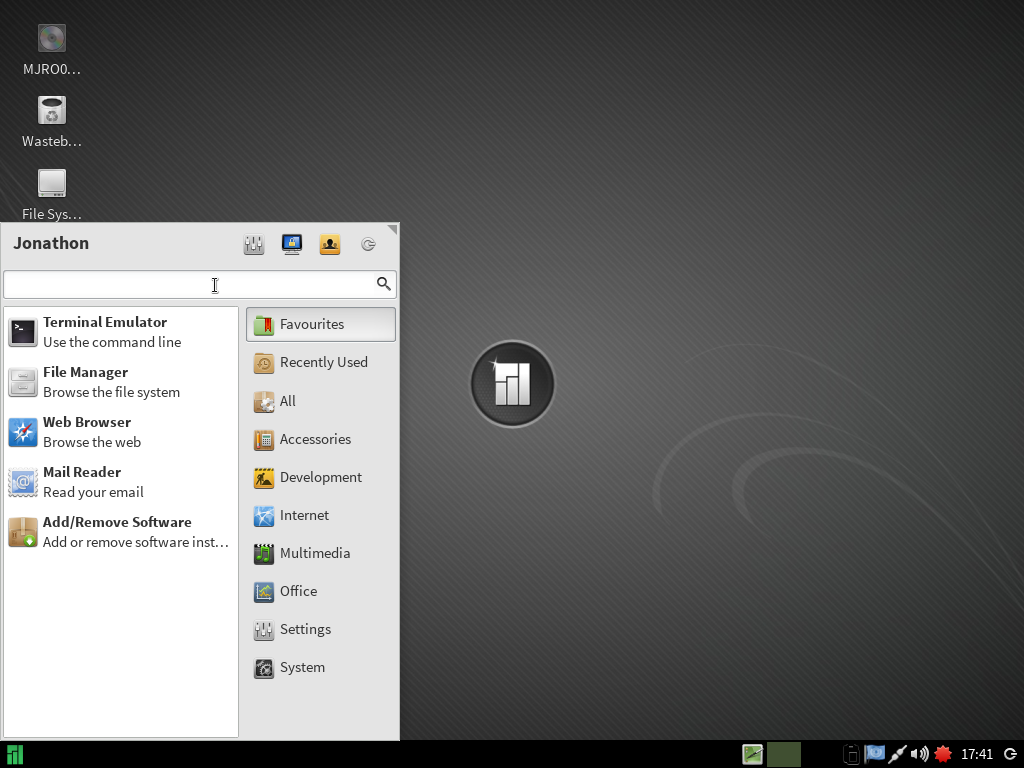 MJRO0…
Wasteb…
File Sys…
Jonathon
Terminal Emulator
Use the command line
File Manager
Browse the file system
Web Browser
Browse the web
Mail Reader
Read your email
Add/Remove Software
Add or remove software inst…
Favourites
Recently Used
All
Accessories
Development
Internet
Multimedia
Office
Settings
System
17:41